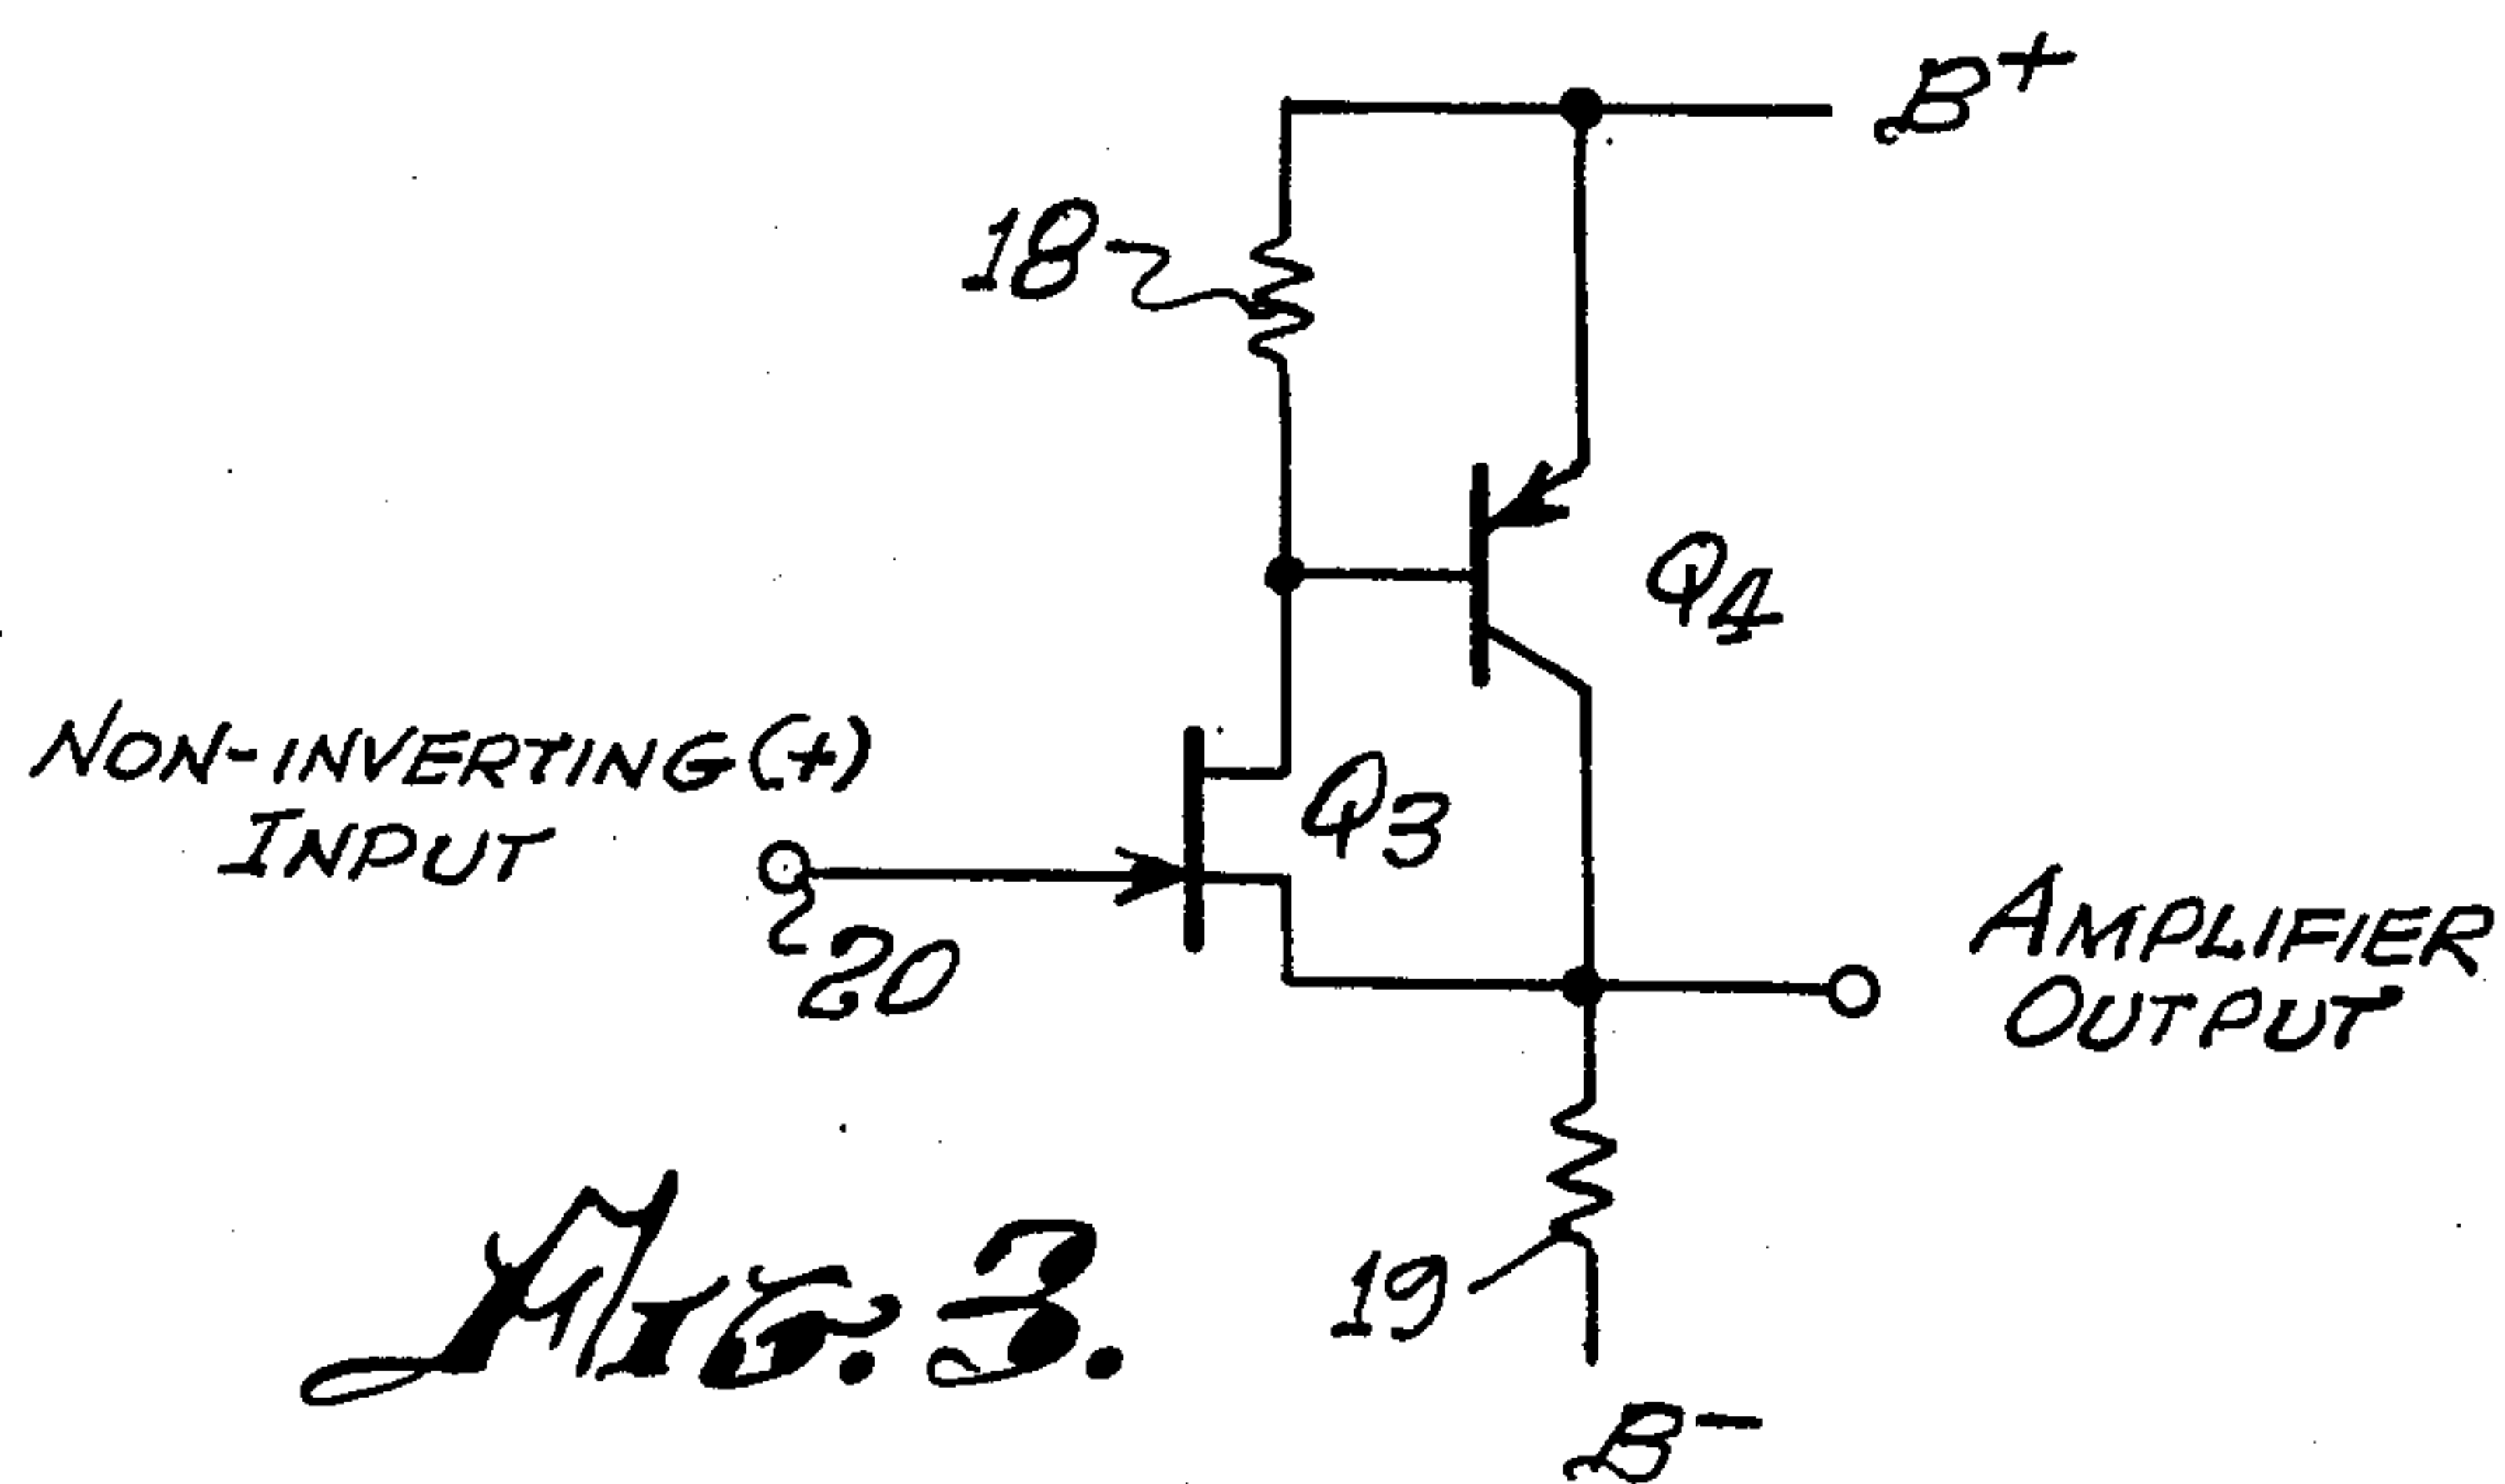 B+
18
Q4
NON-INVERTING(+)
INPUT
Q3
20
AMPLIFIER
OUTPUT
19
FIG. 3.
B-